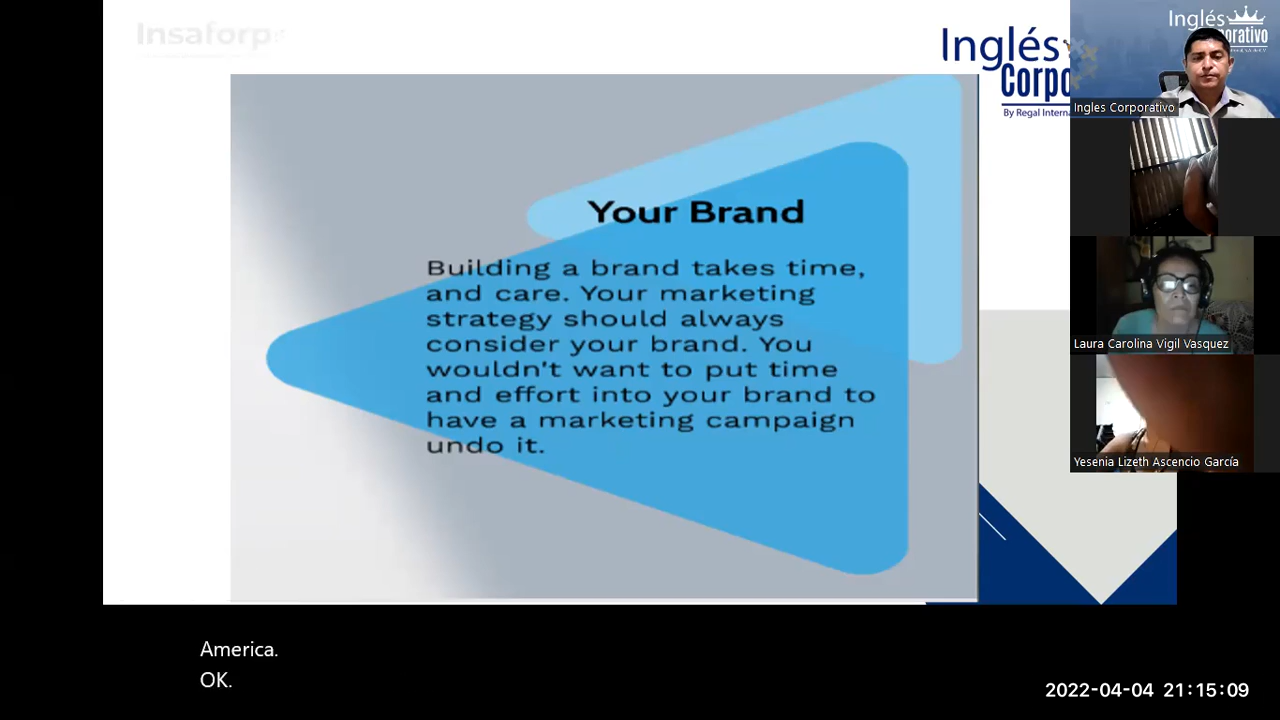 Insaforp
Inglés
Corpo
By Regal Interna
Your Brand
Building a brand takes time,
and care. Your marketing
strategy should always
consider your brand. You
wouldn't want to put time
and effort into your brand to
have a marketing campaign
undo it.
Inglés
orativo
Ingles Corporativo
Laura Carolina Vigil Vasquez
Yesenia Lizeth Ascencio García
America.
OK.
2022-04-04 21:15:09